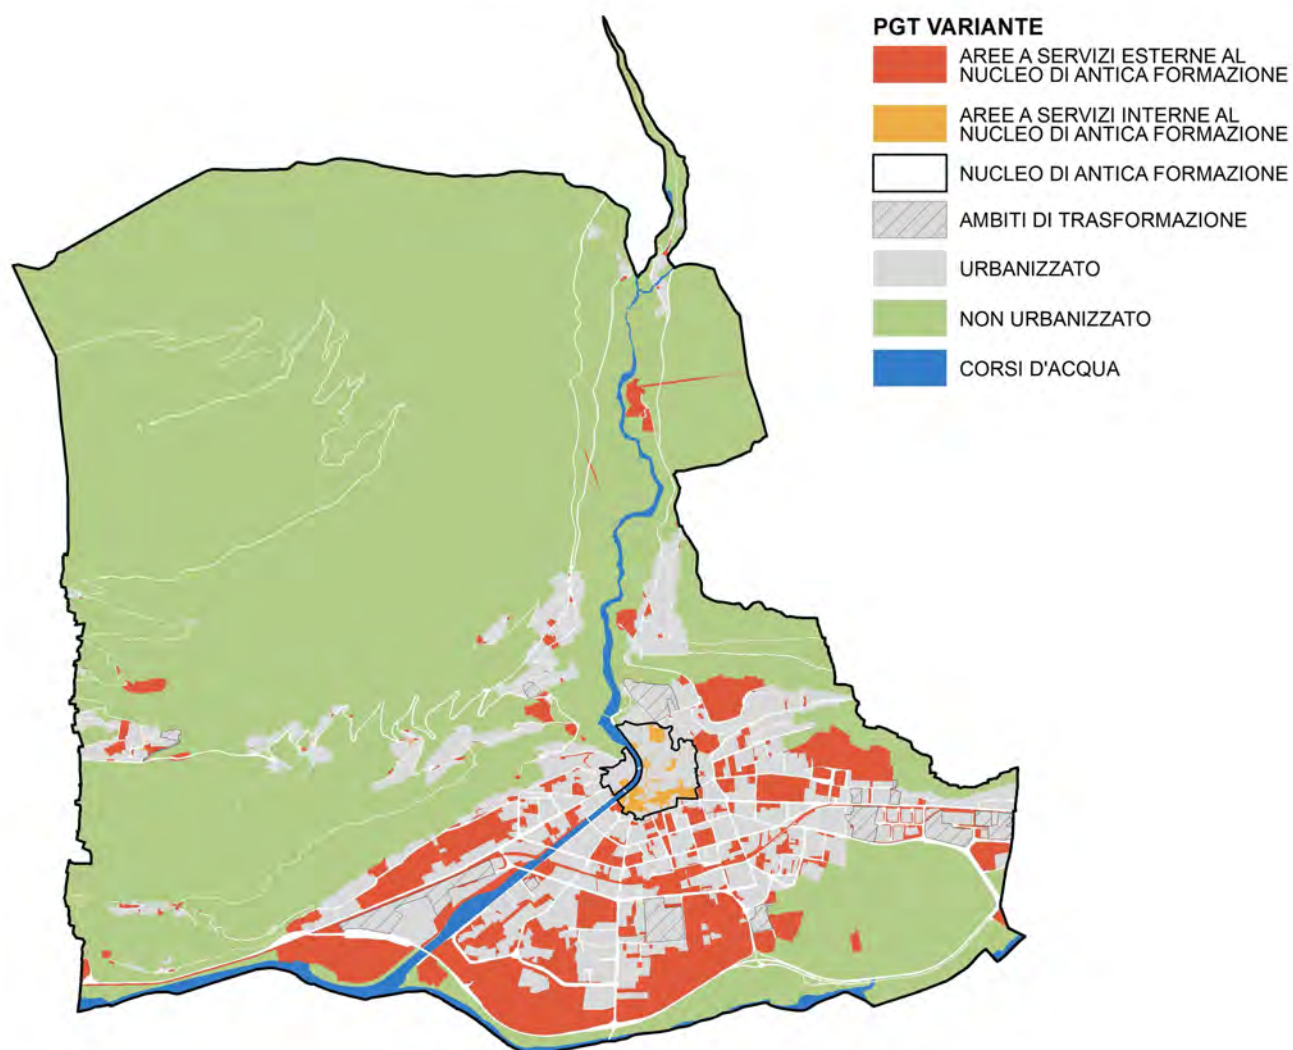 PGT VARIANTE
AREE A SERVIZI ESTERNE AL
NUCLEO DI ANTICA FORMAZIONE
AREE A SERVIZI INTERNE AL
NUCLEO DI ANTICA FORMAZIONE
NUCLEO DI ANTICA FORMAZIONE
AMBITI DI TRASFORMAZIONE
URBANIZZATO
NON URBANIZZATO
CORSI D'ACQUA